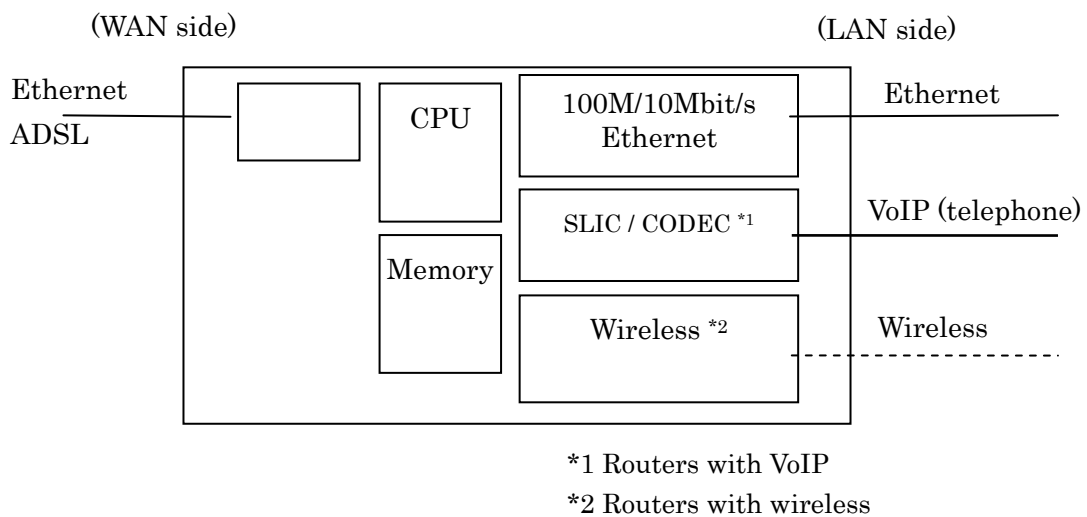 (WAN side)
(LAN side)
Ethernet
ADSL
CPU
Memory
100M/10Mbit/s
Ethernet
SLIC / CODEC *1
Wireless *2
Ethernet
VoIP (telephone)
Wireless
*1 Routers with VoIP
*2 Routers with wireless